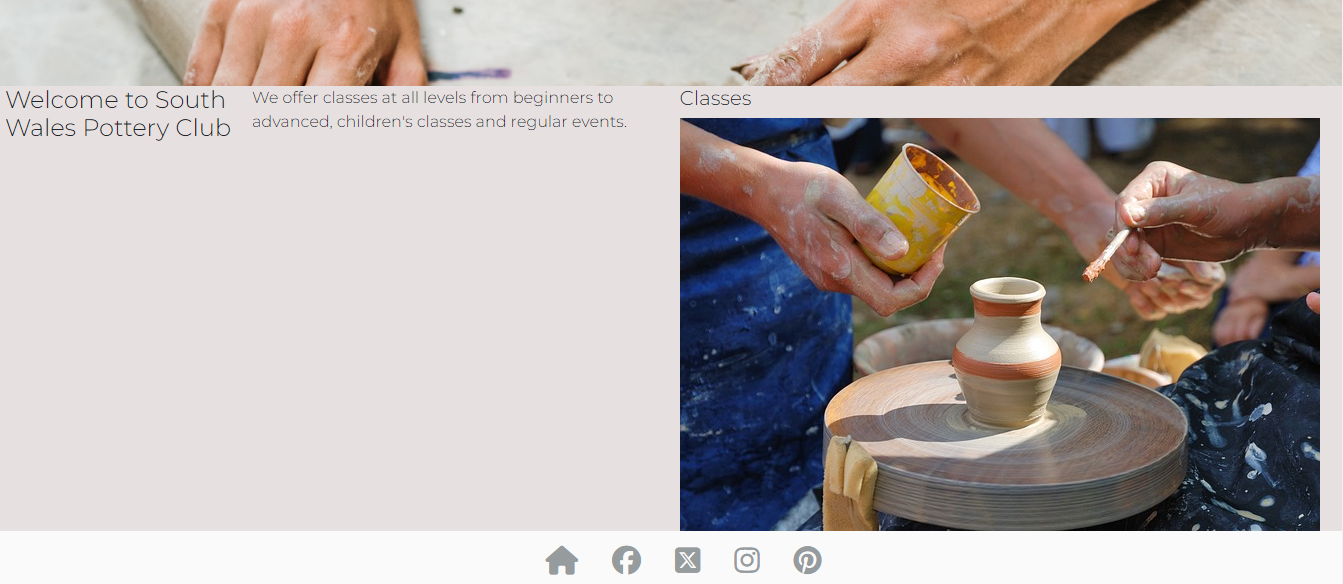 Welcome to South
Wales Pottery Club
We offer classes at all levels from beginners to
advanced, children's classes and regular events.
Classes